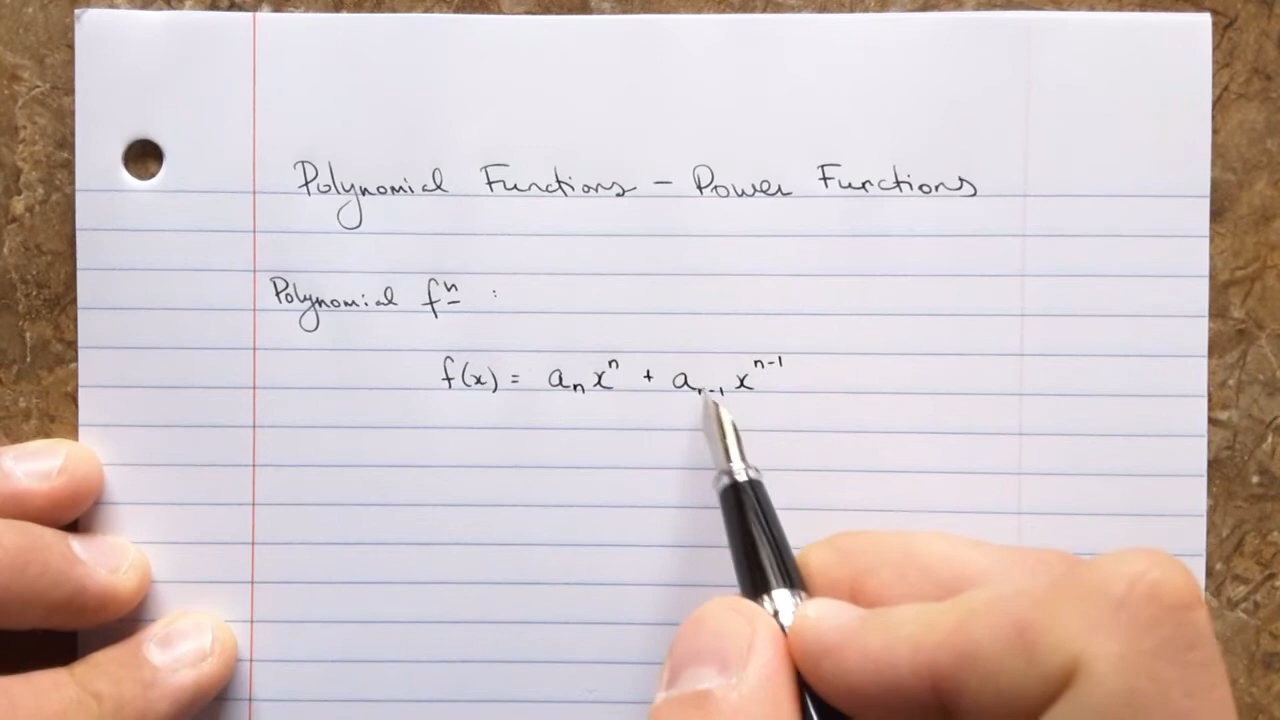 Polynomial Functions - Power Functions
Polynomial fⁿ :
f(x) = aₙxⁿ + aₙ₋₁xⁿ⁻¹